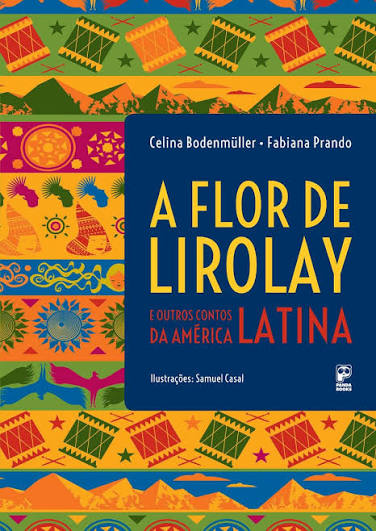 Celina Bodenmüller • Fabiana Prando
A FLOR DE
LIROLAY
E OUTROS CONTOS
DA AMÉRICA LATINA
Ilustrações: Samuel Casal
PANDA
BOOKS